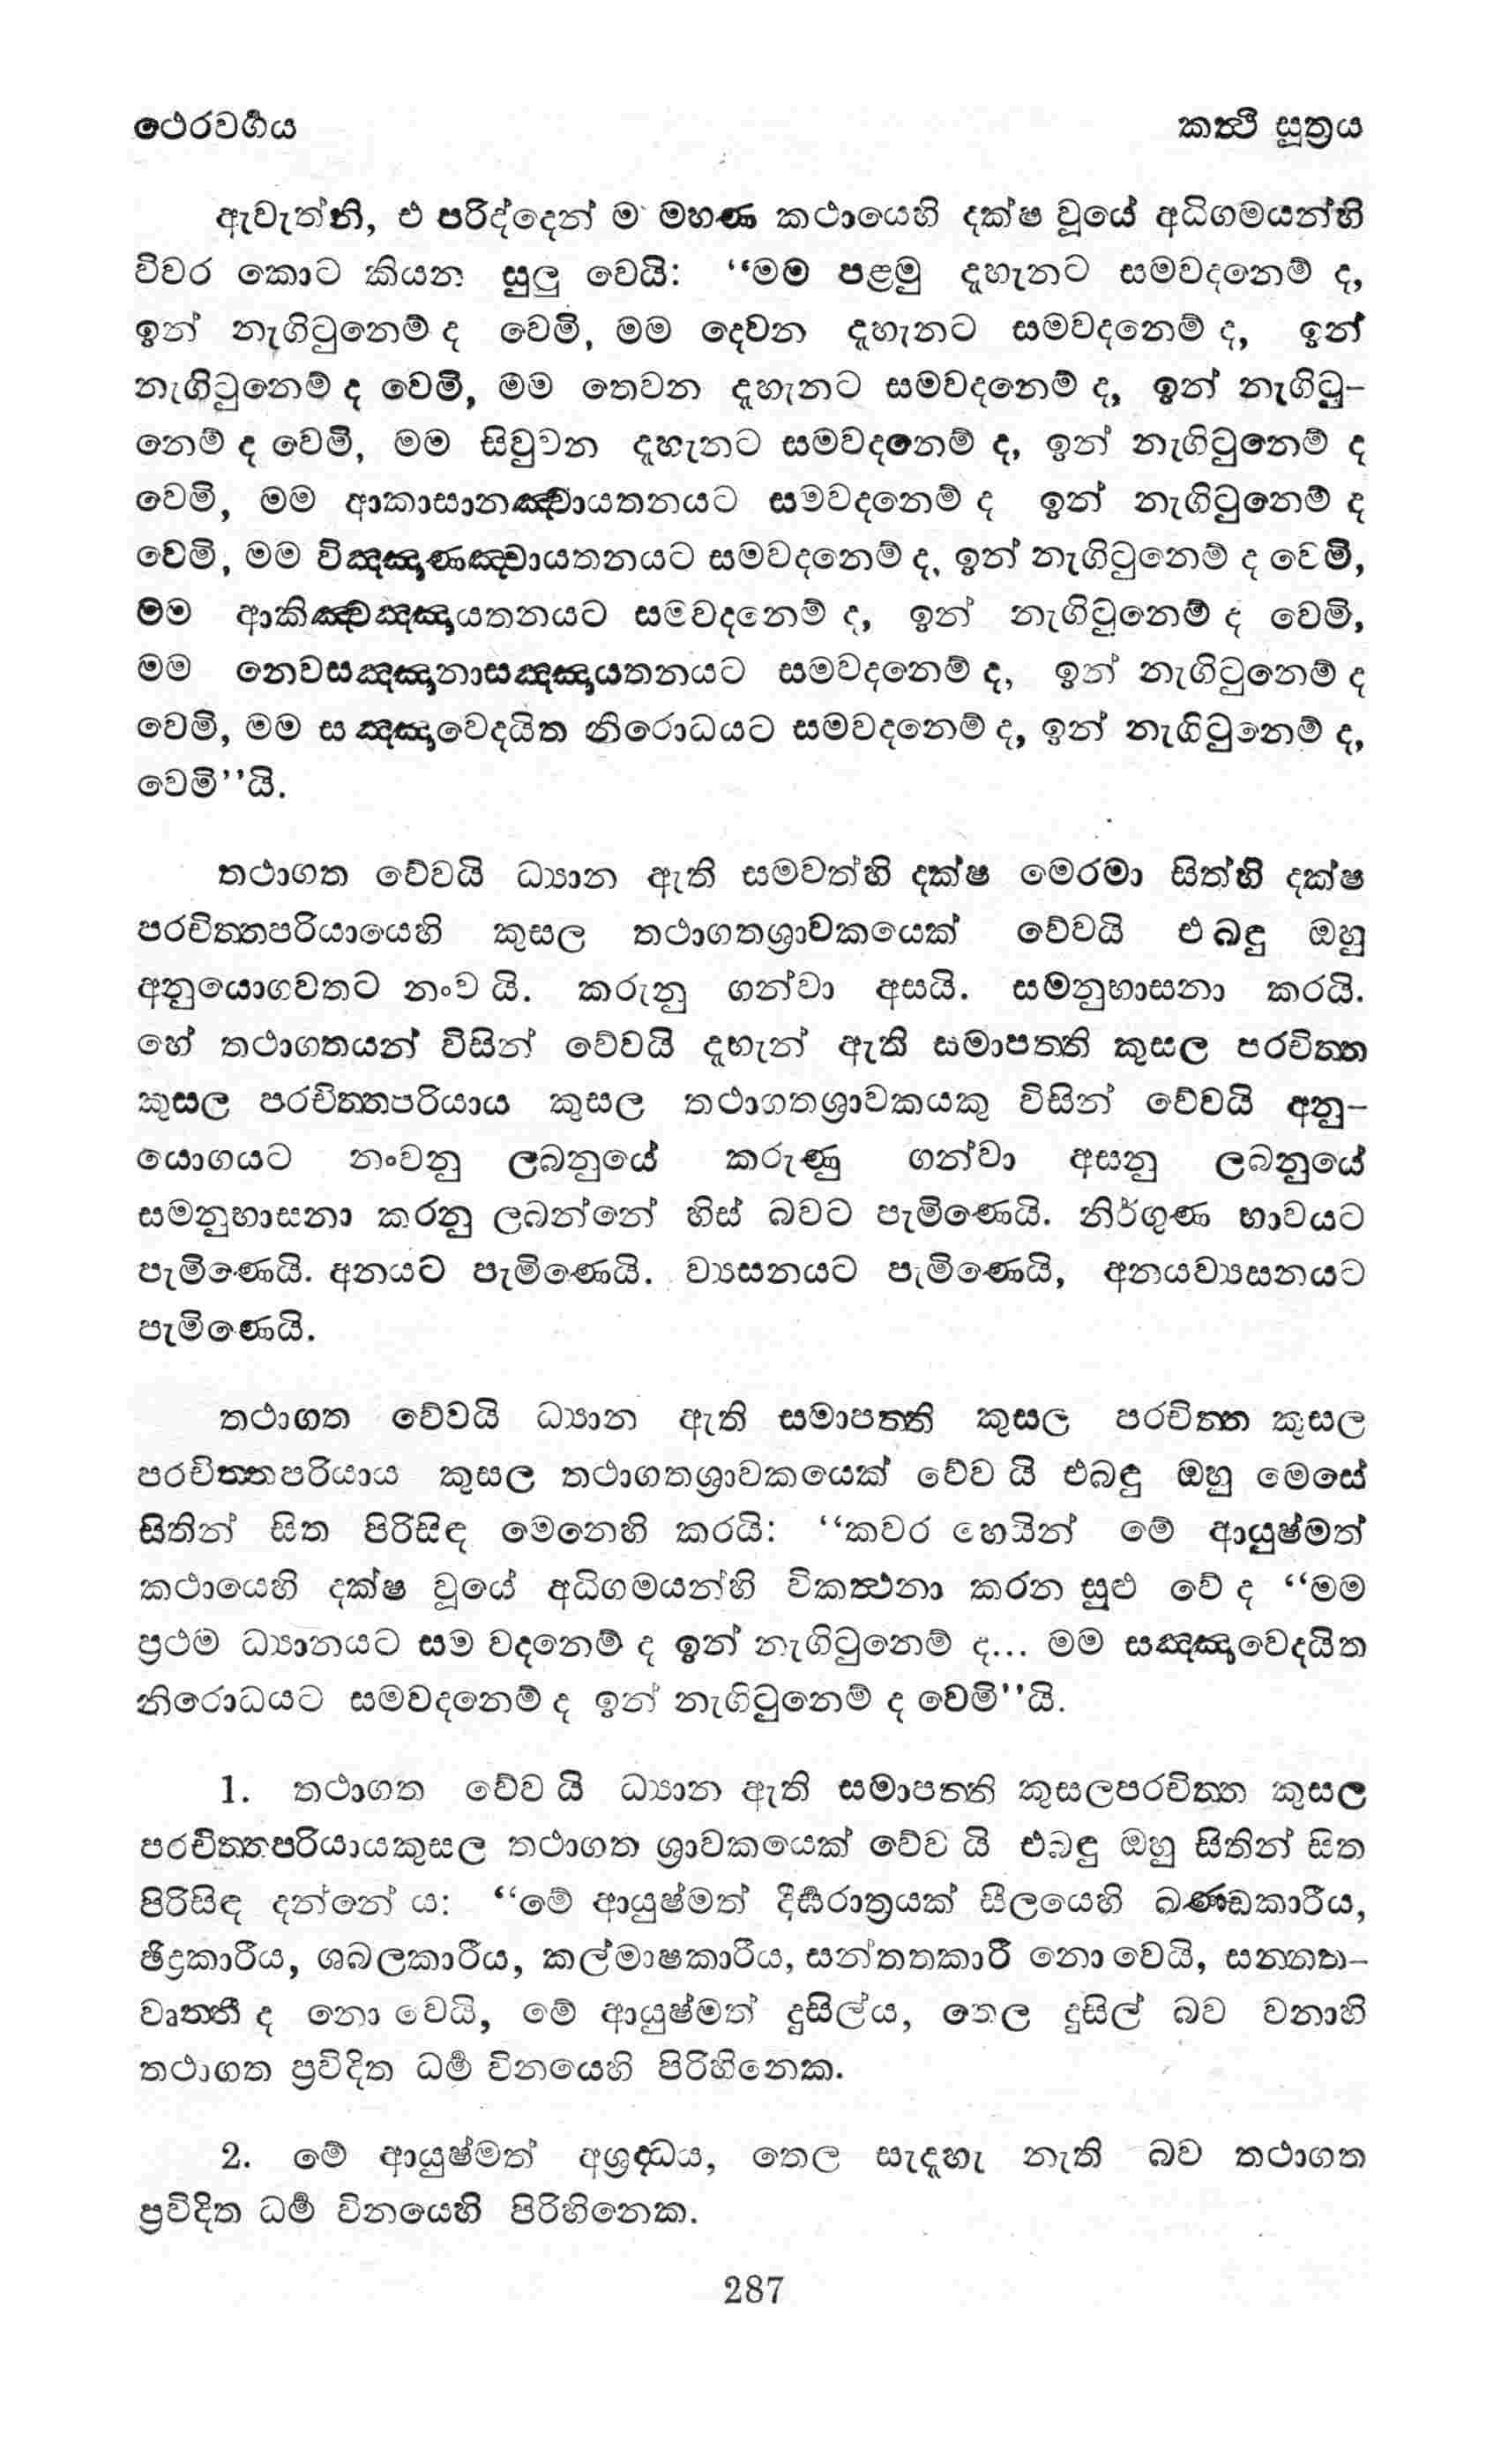 ථෙරවර්‍ගය කත්‍ථී සූත්‍රය
ඇවැත්නි, එ පරිද්දෙන් ම මහණ කථායෙහි දක්ෂ වූයේ අධිගමයන්හි
විවර කොට කියන සුලු වෙයි: “මම පළමු දැහැනට සමවදනෙම් ද,
ඉන් නැගිටුනෙම් ද වෙමි, මම දෙවන දැහැනට සමවදනෙම් ද, ඉන්
නැගිටුනෙම් ද වෙමි, මම තෙවන දැහැනට සමවදනෙම් ද, ඉන් නැගිටු-
නෙම් ද වෙමි, මම සිවුවන දැහැනට සමවදනෙම් ද, ඉන් නැගිටුනෙම් ද
වෙමි, මම ආකාසානඤ්චායතනයට සමවදනෙම් ද ඉන් නැගිටුනෙම් ද
වෙමි, මම විඤ්ඤාණඤ්චායතනයට සමවදනෙම් ද, ඉන් නැගිටුනෙම් ද වෙමි,
මම ආකිඤ්චඤ්ඤායතනයට සමවදනෙම් ද, ඉන් නැගිටුනෙම් ද වෙමි,
මම නෙවසඤ්ඤානාසඤ්ඤායතනයට සමවදනෙම් ද, ඉන් නැගිටුනෙම් ද
වෙමි, මම ස ඤ්ඤාවෙදයිත නිරොධයට සමවදනෙම් ද, ඉන් නැගිටුනෙම් ද,
වෙමි”යි.
තථාගත වේවයි ධ්‍යාන ඇති සමවත්හි දක්ෂ මෙරමා සිත්හි දක්ෂ
පරචිත්තපරියායෙහි කුසල තථාගතශ්‍රාවකයෙක් වේවයි එ බඳු ඔහු
අනුයොගවතට නංව යි. කරුනු ගන්වා අසයි. සමනුභාසනා කරයි.
හේ තථාගතයන් විසින් වේවයි දැහැන් ඇති සමාපත්ති කුසල පරචිත්ත
කුසල පරචිත්තපරියාය කුසල තථාගතශ්‍රාවකයකු විසින් වේවයි අනු-
යොගයට නංවනු ලබනුයේ කරුණු ගන්වා අසනු ලබනුයේ
සමනුභාසනා කරනු ලබන්නේ හිස් බවට පැමිණෙයි. නිර්ගුණ භාවයට
පැමිණෙයි. අනයට පැමිණෙයි. ව්‍යසනයට පැමිණෙයි, අනයව්‍යසනයට
පැමිණෙයි.
තථාගත වේවයි ධ්‍යාන ඇති සමාපත්ති කුසල පරචිත්ත කුසල
පරචිත්තපරියාය කුසල තථාගතශ්‍රාවකයෙක් වේව යි එබඳු ඔහු මෙසේ
සිතින් සිත පිරිසිඳ මෙනෙහි කරයි: “කවර හෙයින් මේ ආයුෂ්මත්
කථායෙහි දක්ෂ වූයේ අධිගමයන්හි විකත්‍ථනා කරන සුළු වේ ද “මම
ප්‍රථම ධ්‍යානයට සම වදනෙම් ද ඉන් නැගිටුනෙම් ද... මම සඤ්ඤාවෙදයිත
නිරොධයට සමවදනෙම් ද ඉන් නැගිටුනෙම් ද වෙමි”යි.
1. තථාගත වේව යි ධ්‍යාන ඇති සමාපත්ති කුසලපරචිත්ත කුසල
පරචිත්තපරියායකුසල තථාගත ශ්‍රාවකයෙක් වේව යි එබඳු ඔහු සිතින් සිත
පිරිසිඳ දන්නේ ය: “මේ ආයුෂ්මත් දීර්‍ඝරාත්‍රයක් සීලයෙහි ඛණ්ඩකාරීය,
ඡිද්‍රකාරීය, ශබලකාරීය, කල්මාෂකාරීය, සන්තතකාරී නො වෙයි, සන්තත-
වෘත්තී ද නො වෙයි, මේ ආයුෂ්මත් දුසිල්ය, තෙල දුසිල් බව වනාහි
තථාගත ප්‍රවිදිත ධර්‍ම විනයෙහි පිරිහිනෙක.
2. මේ ආයුෂ්මත් අශ්‍රද්ධය, තෙල සැදැහැ නැති බව තථාගත
ප්‍රවිදිත ධර්‍ම විනයෙහි පිරිහිනෙක.
287